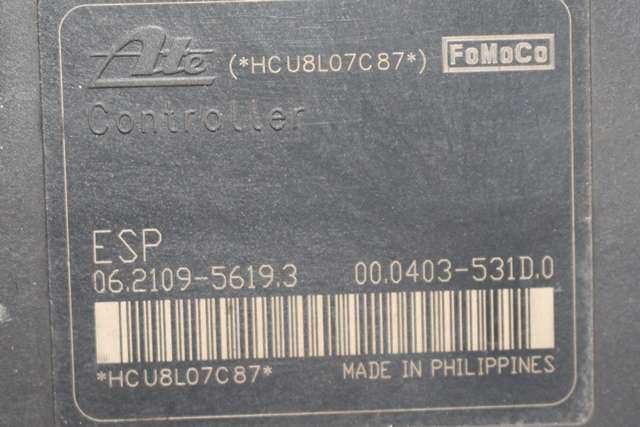 Ate (*HCU8L07C87*) FoMoCo
Controller
ESP
06.2109-5619.3 00.0403-531D.0
*HCU8L07C87* MADE IN PHILIPPINES